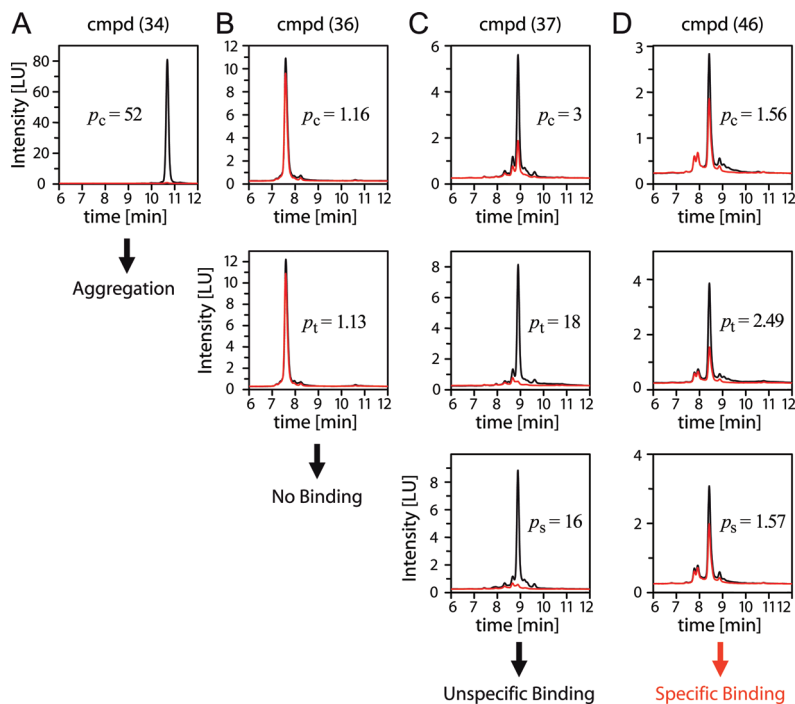 A cmpd (34) B cmpd (36) C cmpd (37) D cmpd (46)
Intensity [LU]
80
60
40
20
0
pc = 52
6 7 8 9 10 11 12
time [min]
Aggregation
12
10
8
6
4
2
0
pc = 1.16
6 7 8 9 10 11 12
time [min]
6
4
2
0
pc = 3
6 7 8 9 10 11 12
time [min]
3
2
1
0
pc = 1.56
6 7 8 9 10 11 12
time [min]
Intensity [LU]
12
10
8
6
4
2
0
pt = 1.13
6 7 8 9 10 11 12
time [min]
No Binding
8
6
4
2
0
pt = 18
6 7 8 9 10 11 12
time [min]
4
2
0
pt = 2.49
6 7 8 9 10 11 12
time [min]
Intensity [LU]
8
6
4
2
0
ps = 16
6 7 8 9 10 11 12
time [min]
Unspecific Binding
4
2
0
ps = 1.57
6 7 8 9 10 11 12
time [min]
Specific Binding